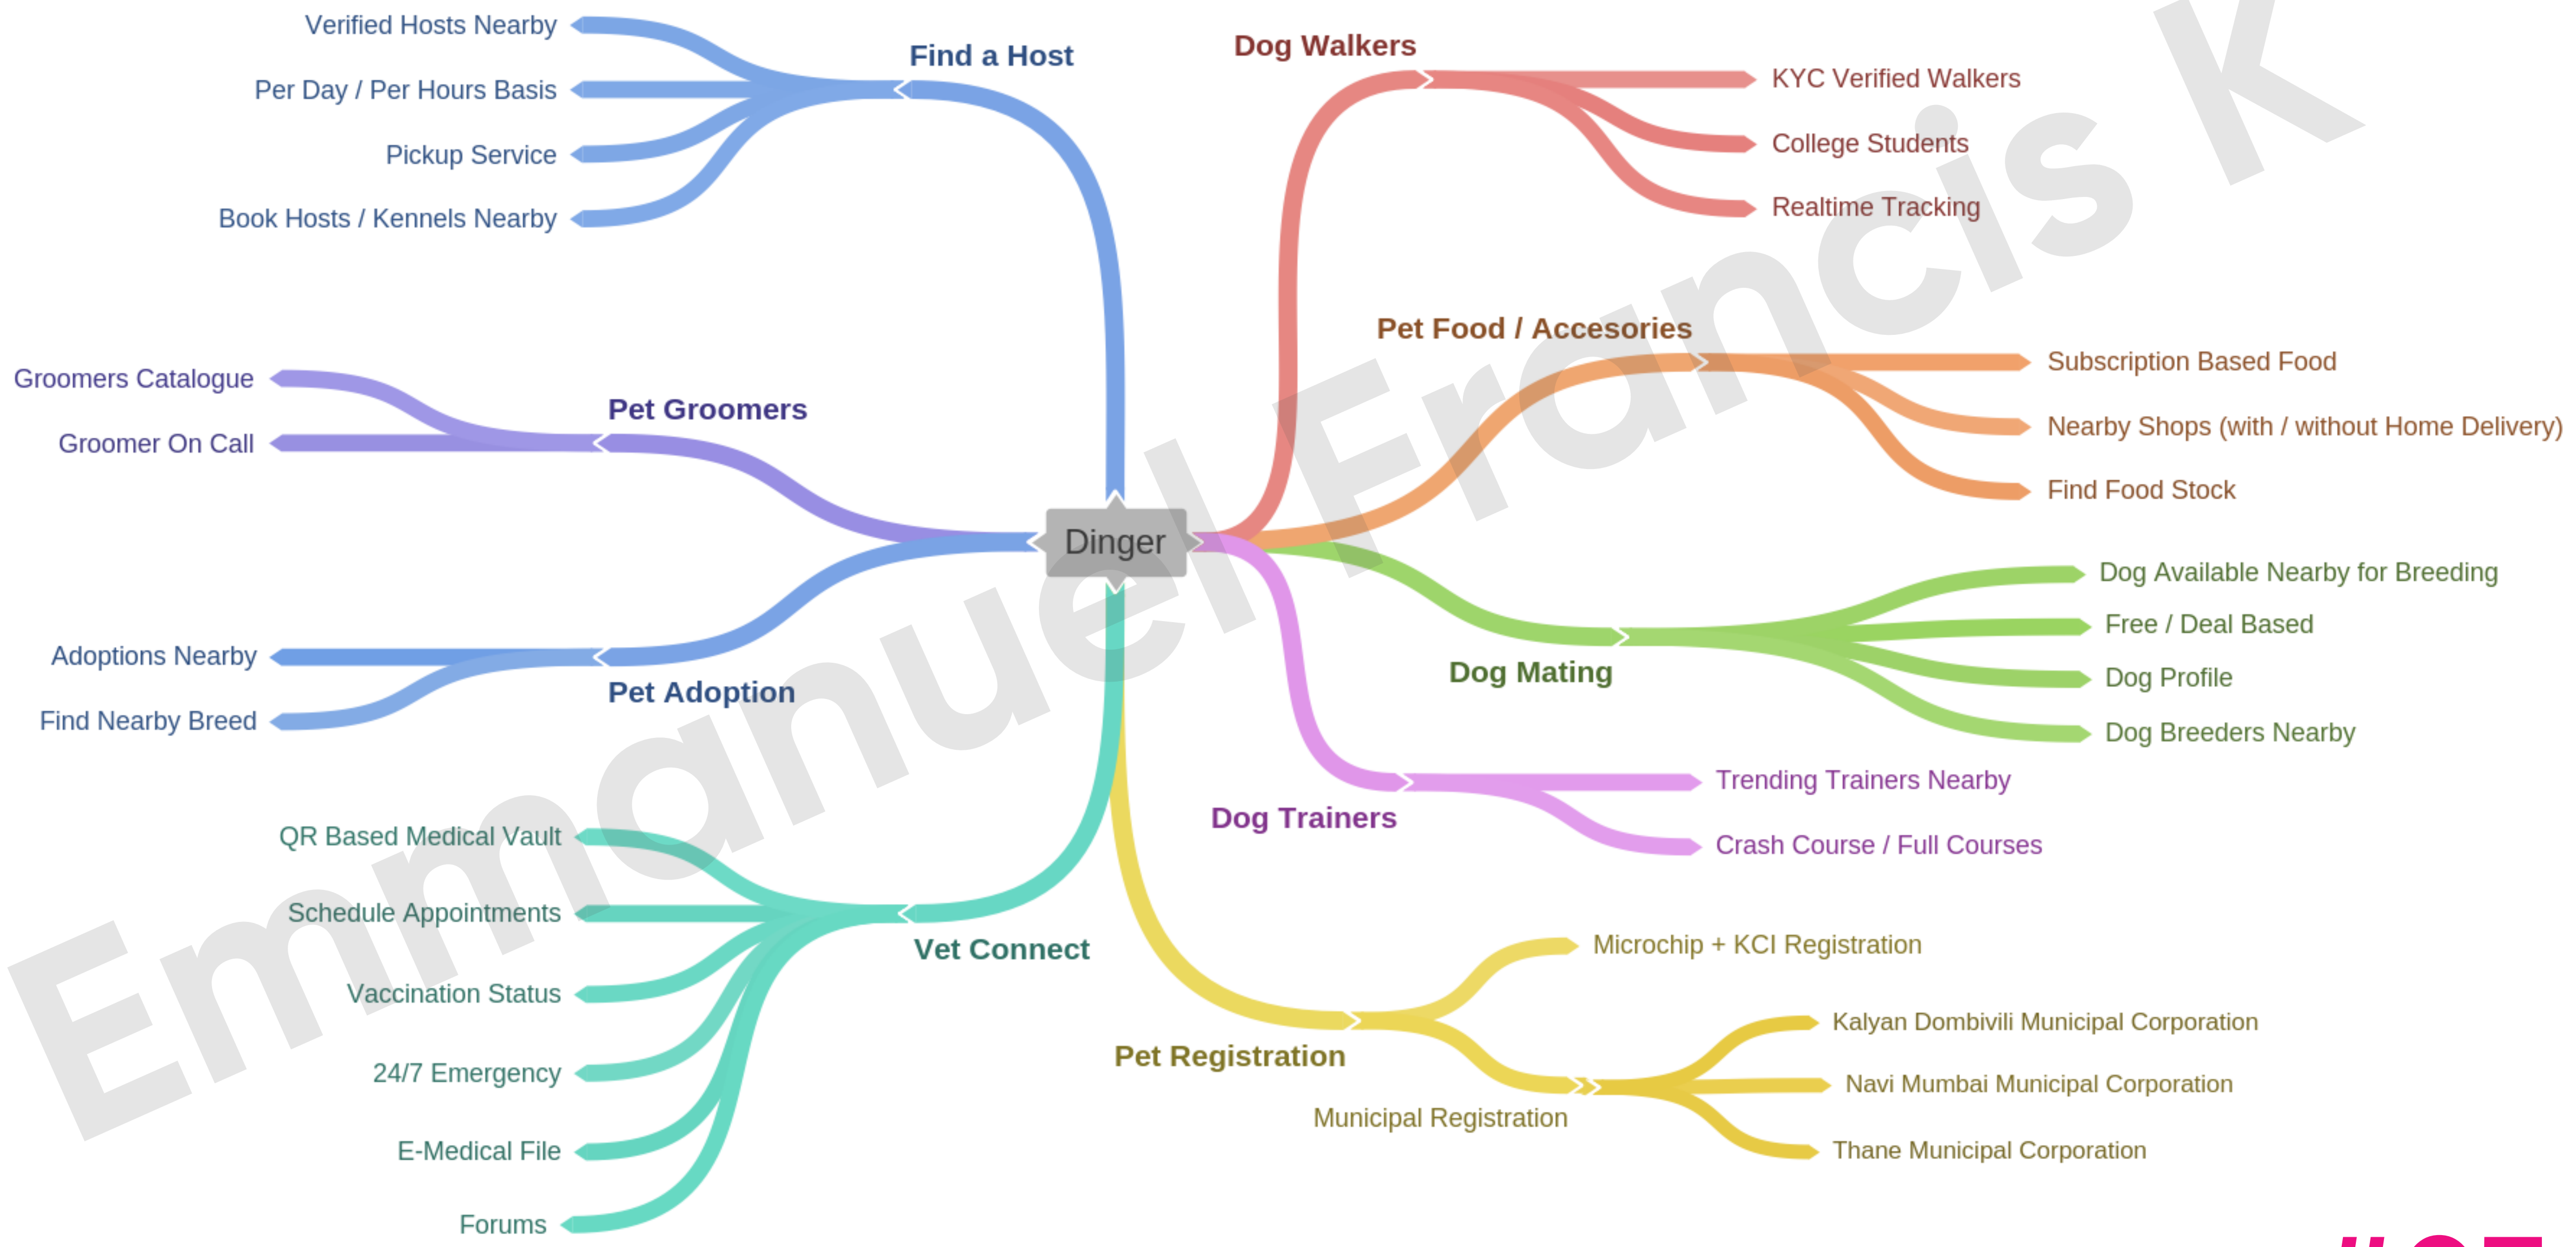 Find a Host
Verified Hosts Nearby
Per Day / Per Hours Basis
Pickup Service
Book Hosts / Kennels Nearby
Pet Groomers
Groomers Catalogue
Groomer On Call
Pet Adoption
Adoptions Nearby
Find Nearby Breed
Vet Connect
QR Based Medical Vault
Schedule Appointments
Vaccination Status
24/7 Emergency
E-Medical File
Forums
Dinger
Dog Walkers
KYC Verified Walkers
College Students
Realtime Tracking
Pet Food / Accesories
Subscription Based Food
Nearby Shops (with / without Home Delivery)
Find Food Stock
Dog Mating
Dog Available Nearby for Breeding
Free / Deal Based
Dog Profile
Dog Breeders Nearby
Dog Trainers
Trending Trainers Nearby
Crash Course / Full Courses
Pet Registration
Microchip + KCI Registration
Municipal Registration
Kalyan Dombivili Municipal Corporation
Navi Mumbai Municipal Corporation
Thane Municipal Corporation
Emmanuel Francis K